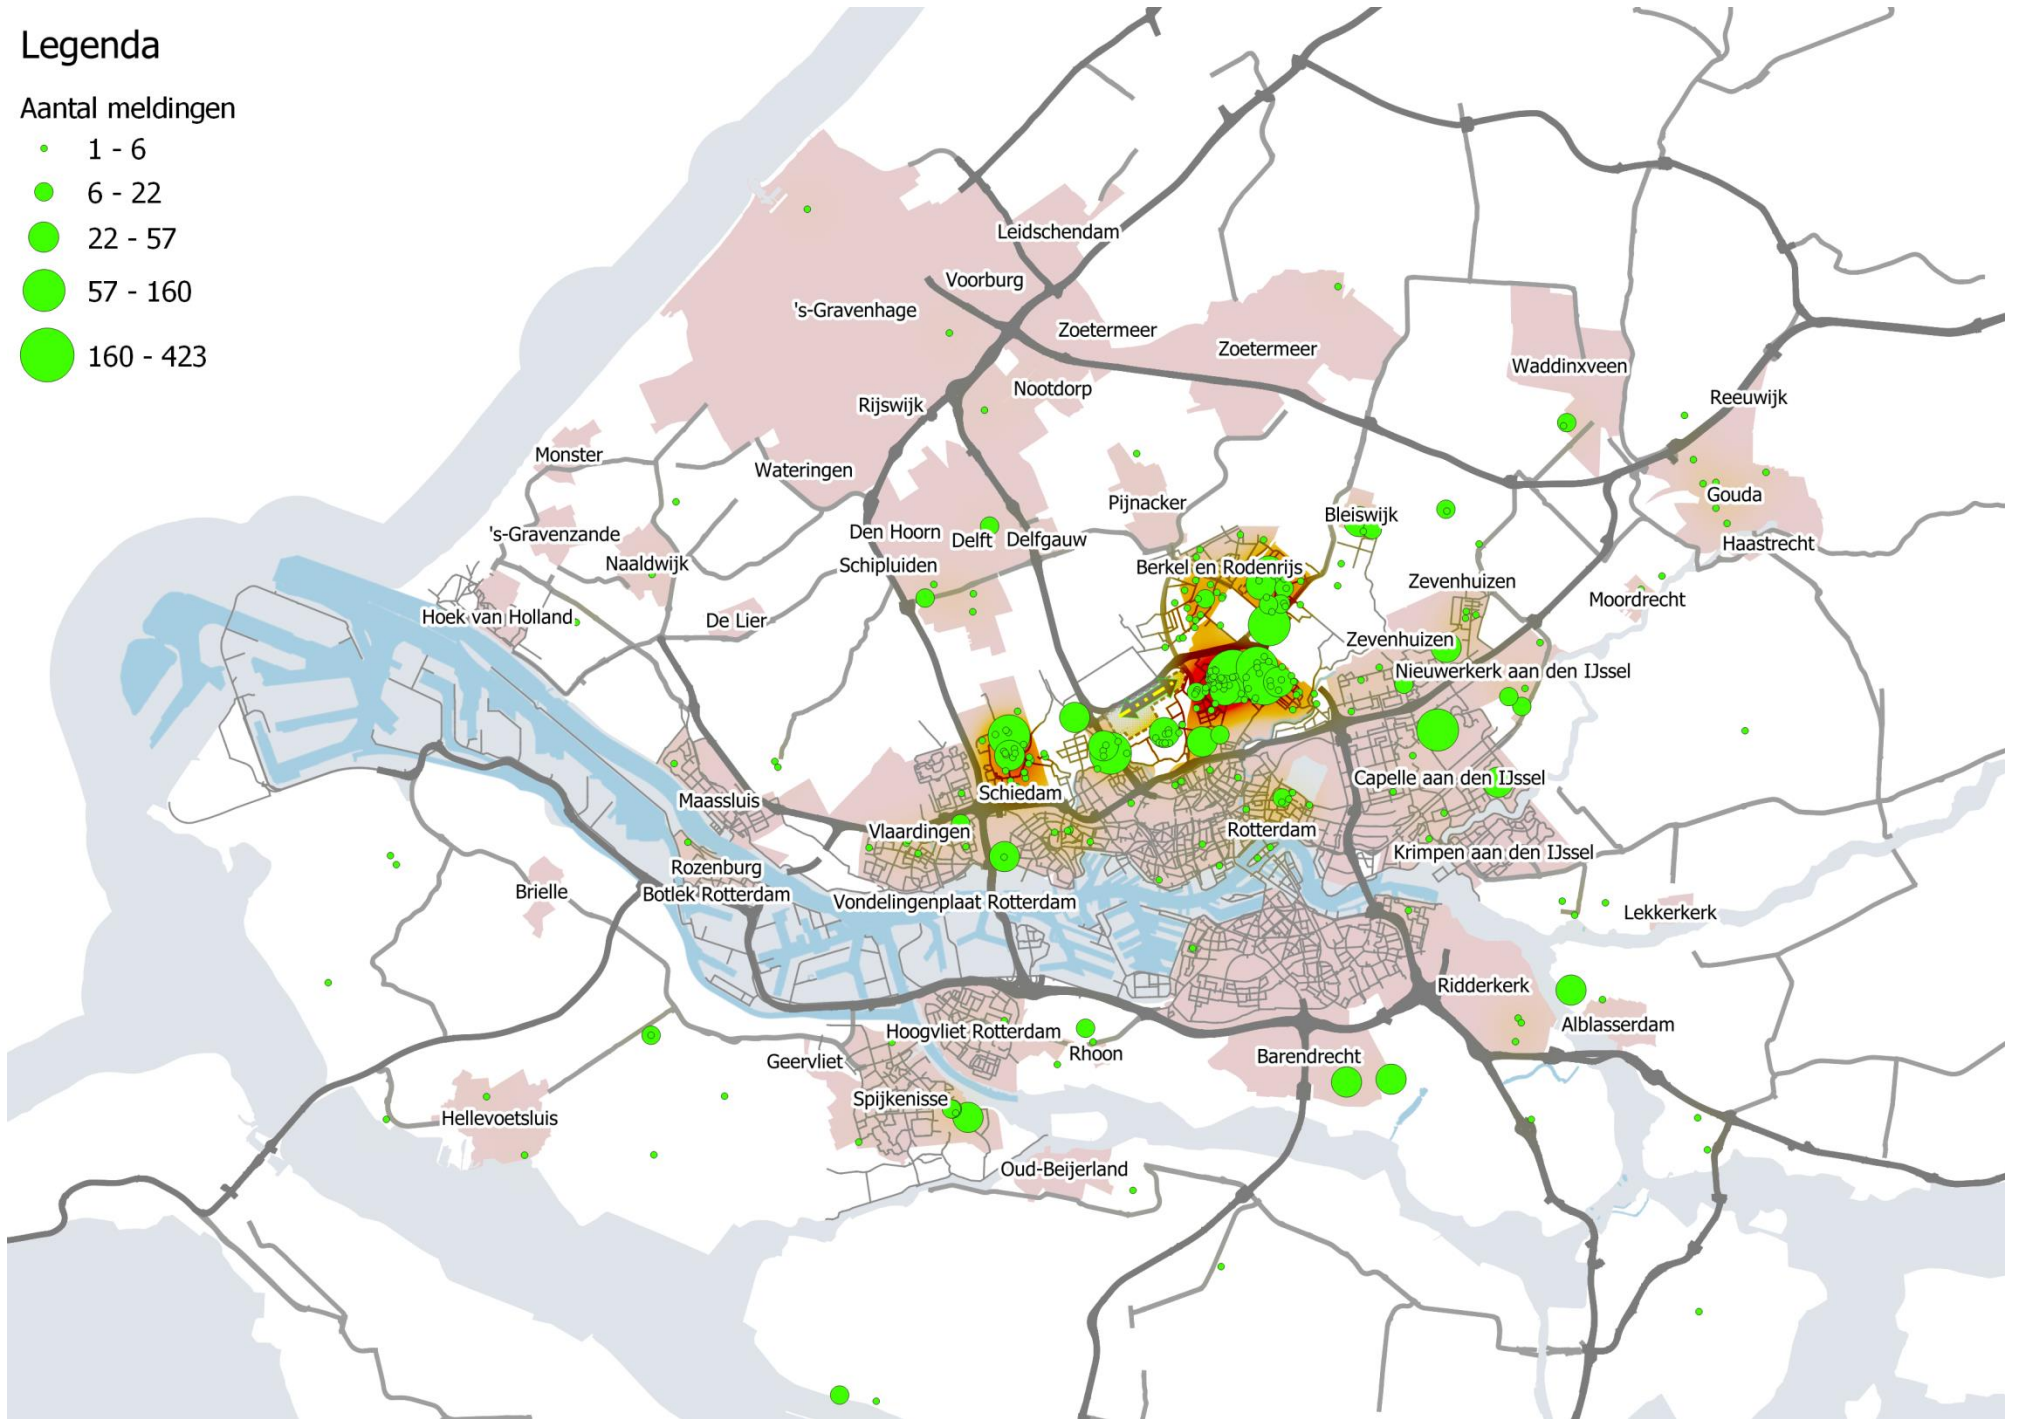 Legenda
Aantal meldingen
1 - 6
6 - 22
22 - 57
57 - 160
160 - 423
Leidschendam
Voorburg
's-Gravenhage
Zoetermeer
Zoetermeer
Waddinxveen
Nootdorp
Reeuwijk
Rijswijk
Monster
Wateringen
Pijnacker
Gouda
Bleiswijk
's-Gravenzande
Den Hoorn
Delft
Delfgauw
Haastrecht
Naaldwijk
Schipluiden
Berkel en Rodenrijs
Zevenhuizen
Moordrecht
Hoek van Holland
De Lier
Zevenhuizen
Nieuwerkerk aan den IJssel
Capelle aan den IJssel
Maassluis
Schiedam
Vlaardingen
Rotterdam
Krimpen aan den IJssel
Rozenburg
Brielle
Botlek Rotterdam
Vondelingenplaat Rotterdam
Lekkerkerk
Ridderkerk
Alblasserdam
Hoogvliet Rotterdam
Rhoon
Barendrecht
Geervliet
Spijkenisse
Hellevoetsluis
Oud-Beijerland